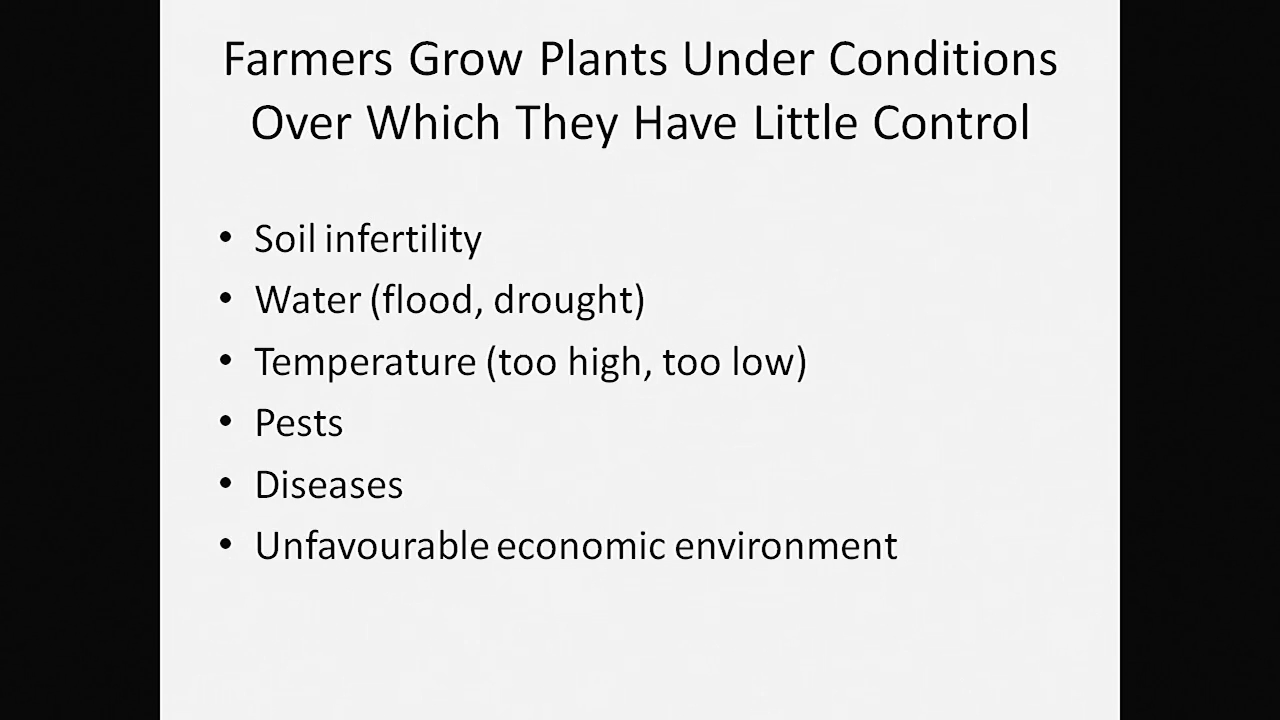 Farmers Grow Plants Under Conditions
Over Which They Have Little Control
• Soil infertility
• Water (flood, drought)
• Temperature (too high, too low)
• Pests
• Diseases
• Unfavourable economic environment